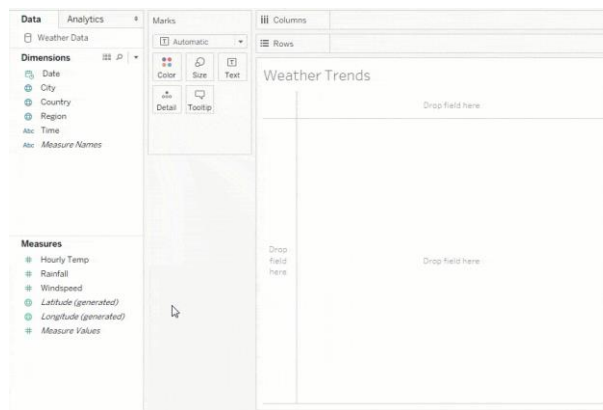 Data Analytics
Weather Data
Dimensions
Date
City
Country
Region
Abc Time
Abc Measure Names
Measures
# Hourly Temp
# Rainfall
# Windspeed
Latitude (generated)
Longitude (generated)
# Measure Values
Marks
T Automatic
Color Size Text
Detail Tooltip
Columns
Rows
Weather Trends
Drop field here
Drop
field
here
Drop field here